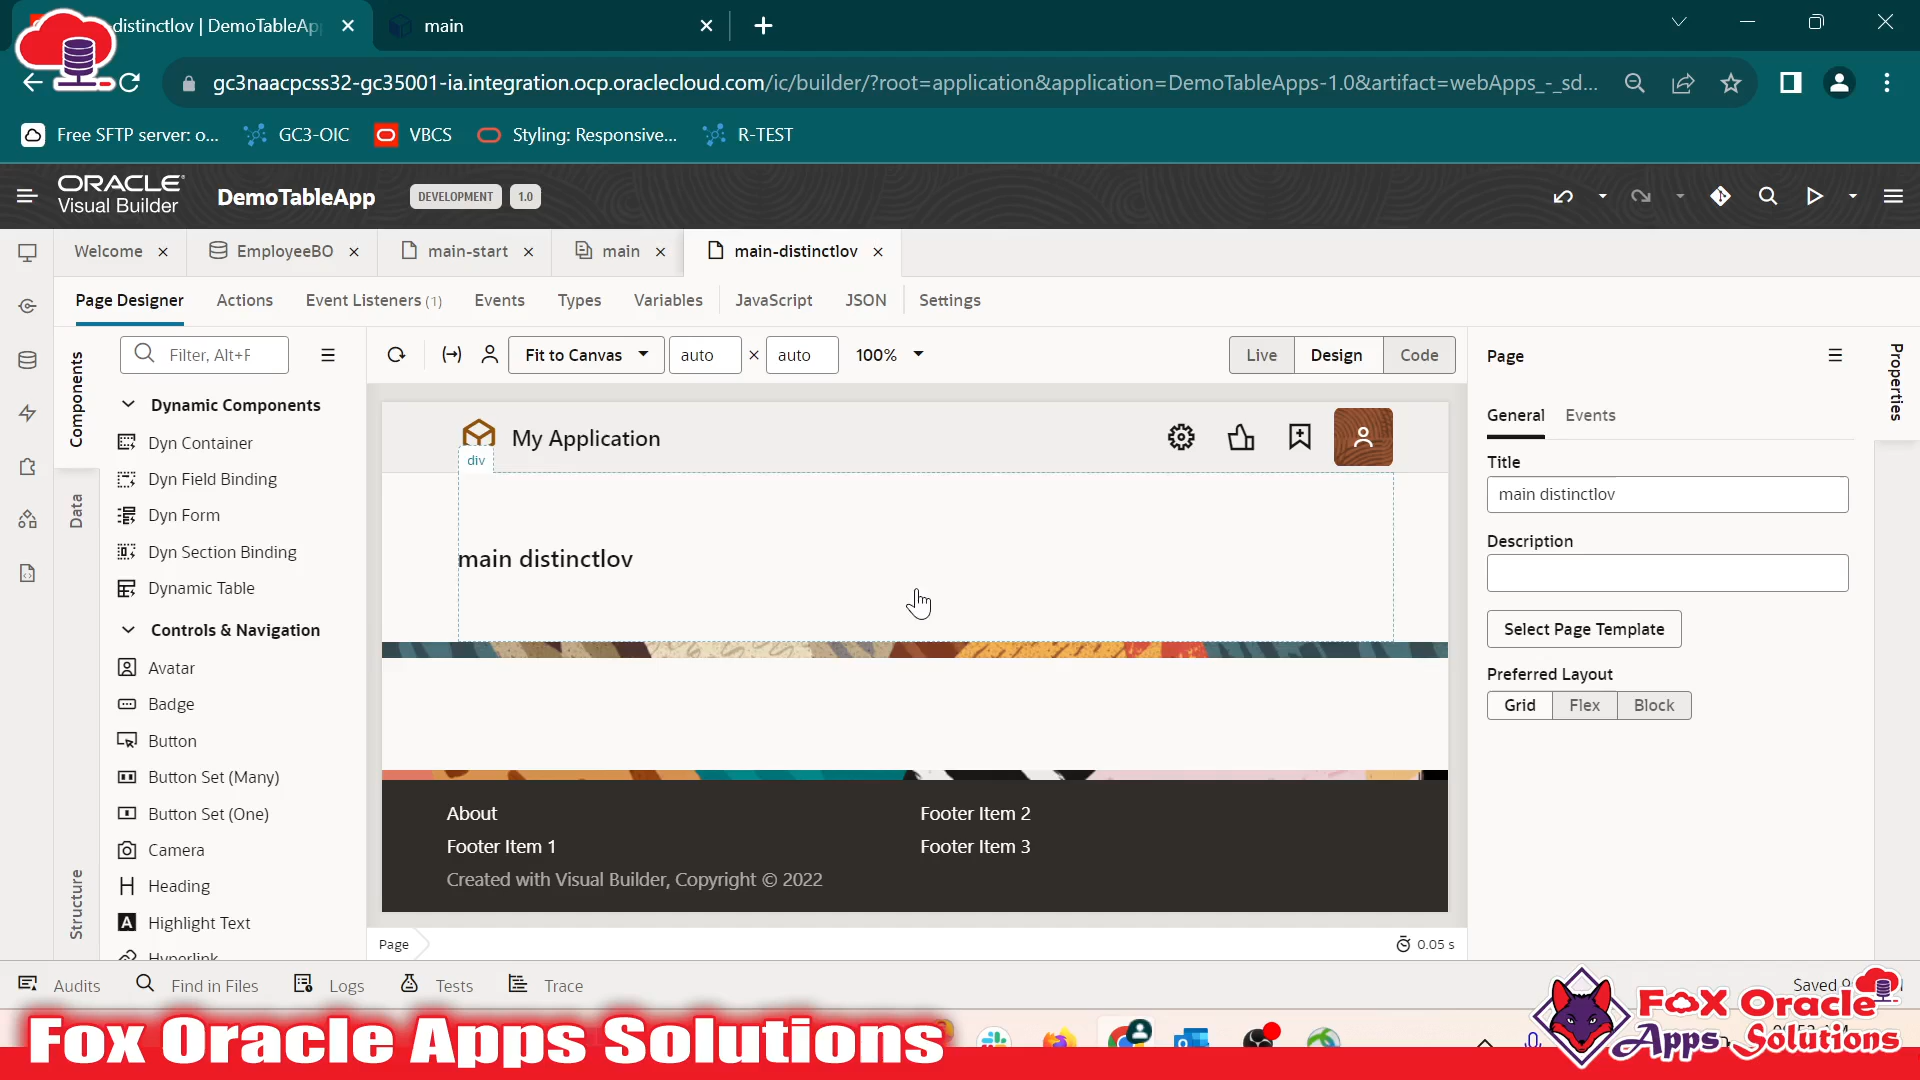 distinctlov | DemoTableAp
main
gc3naacpcss32-gc35001-ia.integration.ocp.oraclecloud.com/ic/builder/?root=application&application=DemoTableApps-1.0&artifact=webApps_-_sd...
Free SFTP server: o...
GC3-OIC
VBCS
Styling: Responsive...
R-TEST
ORACLE
Visual Builder
DemoTableApp
DEVELOPMENT
1.0
Welcome
EmployeeBO
main-start
main
main-distinctlov
Page Designer
Actions
Event Listeners (1)
Events
Types
Variables
JavaScript
JSON
Settings
Components
Data
Structure
Filter, Alt+F
Fit to Canvas
auto
×
auto
100%
Live
Design
Code
Page
Properties
Dynamic Components
Dyn Container
Dyn Field Binding
Dyn Form
Dyn Section Binding
Dynamic Table
Controls & Navigation
Avatar
Badge
Button
Button Set (Many)
Button Set (One)
Camera
Heading
Highlight Text
Hyperlink
My Application
div
main distinctlov
About
Footer Item 2
Footer Item 1
Footer Item 3
Created with Visual Builder, Copyright © 2022
Page
0.05 s
General
Events
Title
main distinctlov
Description
Select Page Template
Preferred Layout
Grid
Flex
Block
Audits
Find in Files
Logs
Tests
Trace
Saved
Fox Oracle Apps Solutions
Fox Oracle
Apps Solutions